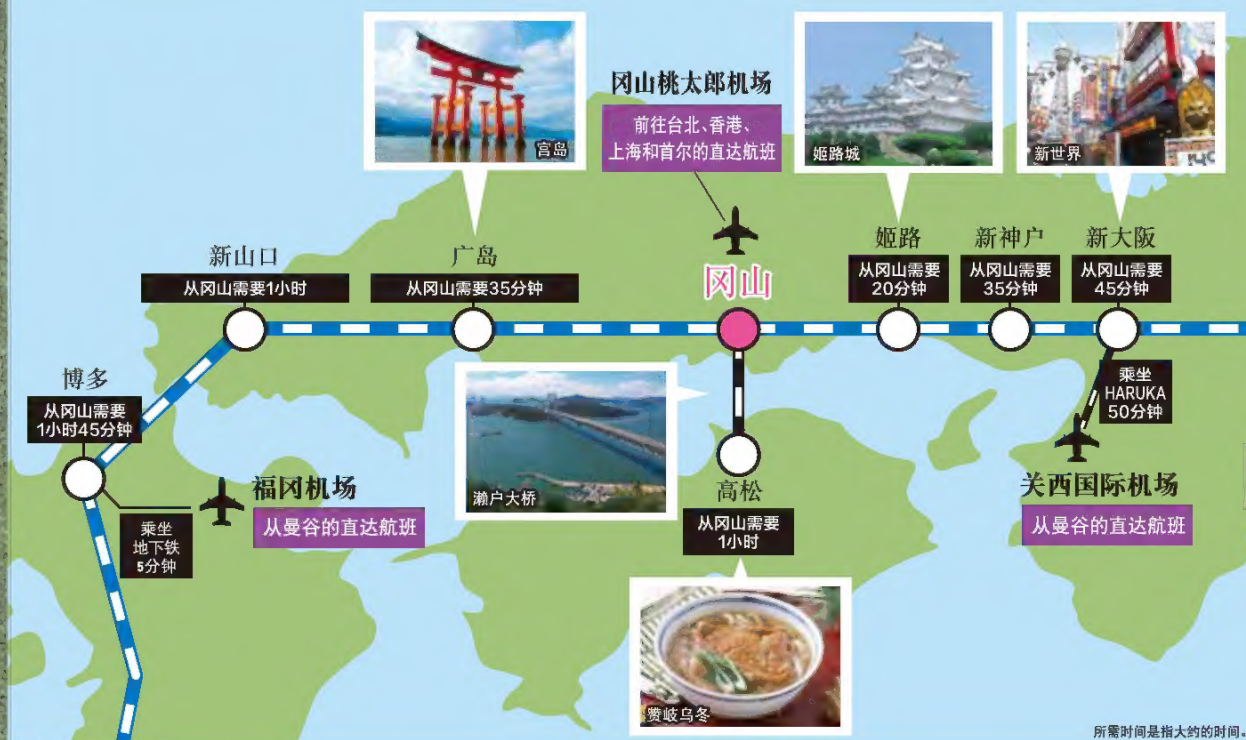 宫岛
冈山桃太郎机场
前往台北、香港、
上海和首尔的直达航班
姬路城
新世界
新山口
从冈山需要1小时
广岛
从冈山需要35分钟
冈山
姬路
从冈山需要
20分钟
新神户
从冈山需要
35分钟
新大阪
从冈山需要
45分钟
博多
从冈山需要
1小时45分钟
乘坐
HARUKA
50分钟
濑户大桥
高松
从冈山需要
1小时
福冈机场
从曼谷的直达航班
乘坐
地下铁
5分钟
关西国际机场
从曼谷的直达航班
赞岐乌冬
所需时间是指大约的时间。